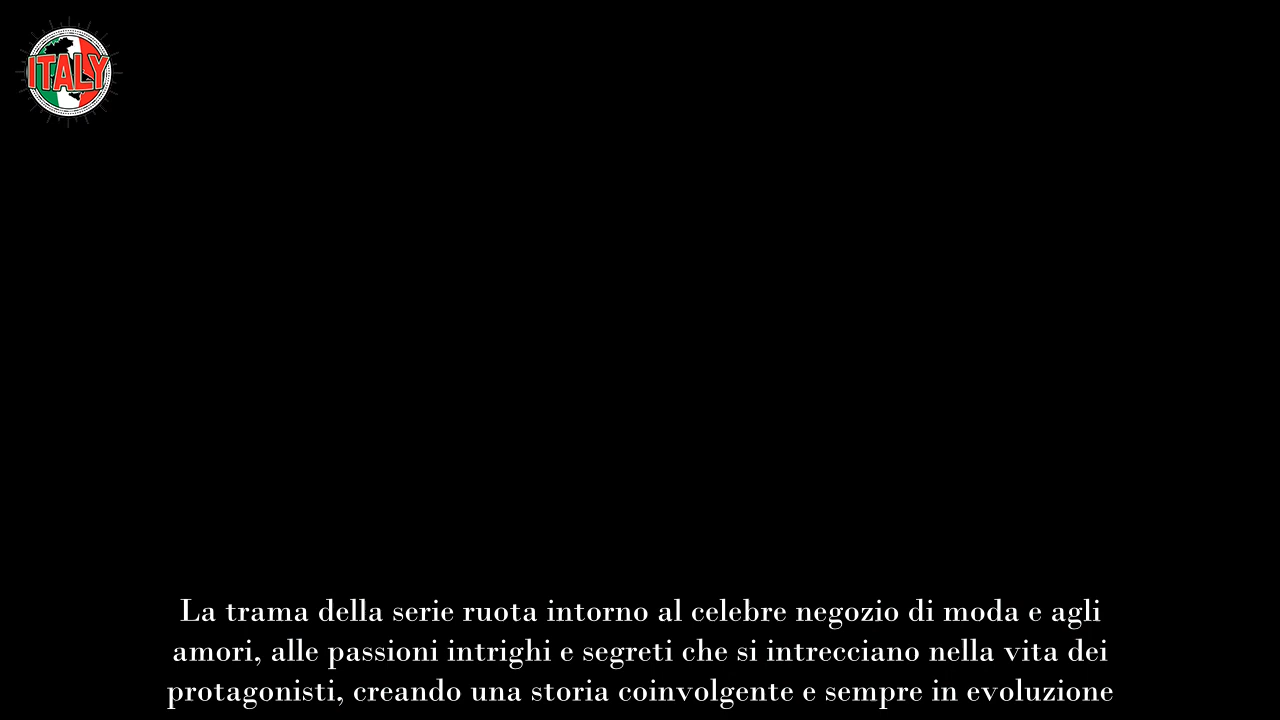 ITALY
La trama della serie ruota intorno al celebre negozio di moda e agli
amori, alle passioni intrighi e segreti che si intrecciano nella vita dei
protagonisti, creando una storia coinvolgente e sempre in evoluzione